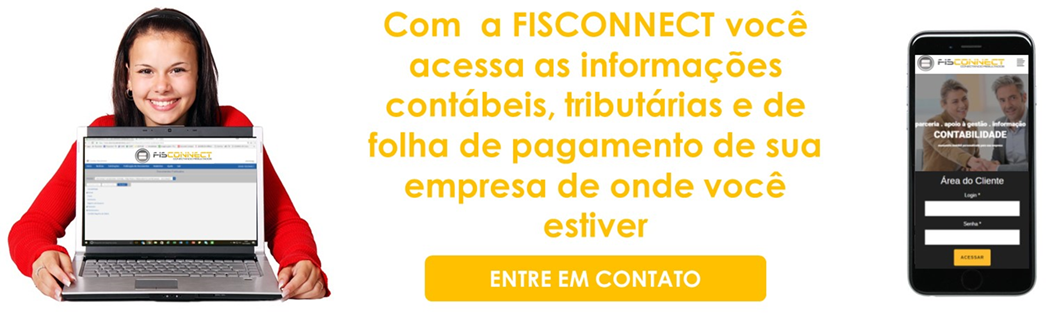 FISCONNECT
Com a FISCONNECT você
acessa as informações
contábeis, tributárias e de
folha de pagamento de sua
empresa de onde você
estiver
ENTRE EM CONTATO
FISCONNECT
parceria . apoio à gestão . informação
CONTABILIDADE
Área do Cliente
Login *
Senha *
ACESSAR